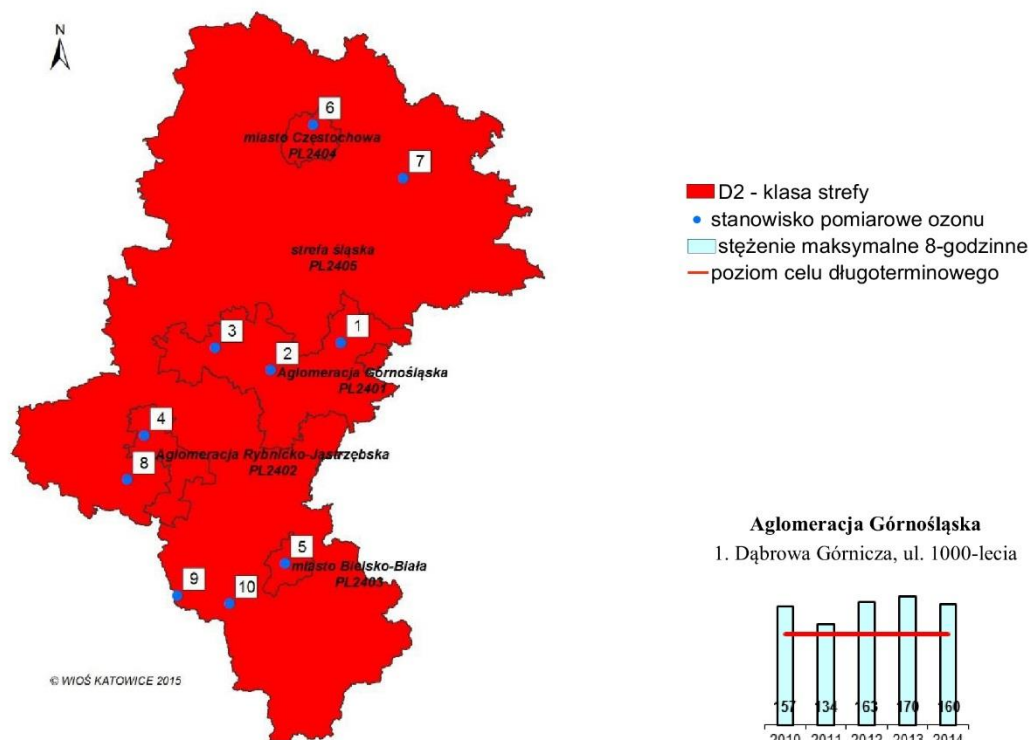 N
6
miasto Częstochowa
PL2404
7
strefa śląska
PL2405
3
1
2
Aglomeracja Górnośląska
PL2401
4
Aglomeracja Rybnicko-Jastrzębska
PL2402
8
5
miasto Bielsko-Biała
PL2403
9
10
© WIOŚ KATOWICE 2015
D2 - klasa strefy
stanowisko pomiarowe ozonu
stężenie maksymalne 8-godzinne
poziom celu długoterminowego
Aglomeracja Górnośląska
1. Dąbrowa Górnicza, ul. 1000-lecia
157 134 163 170 160
2010 2011 2012 2013 2014